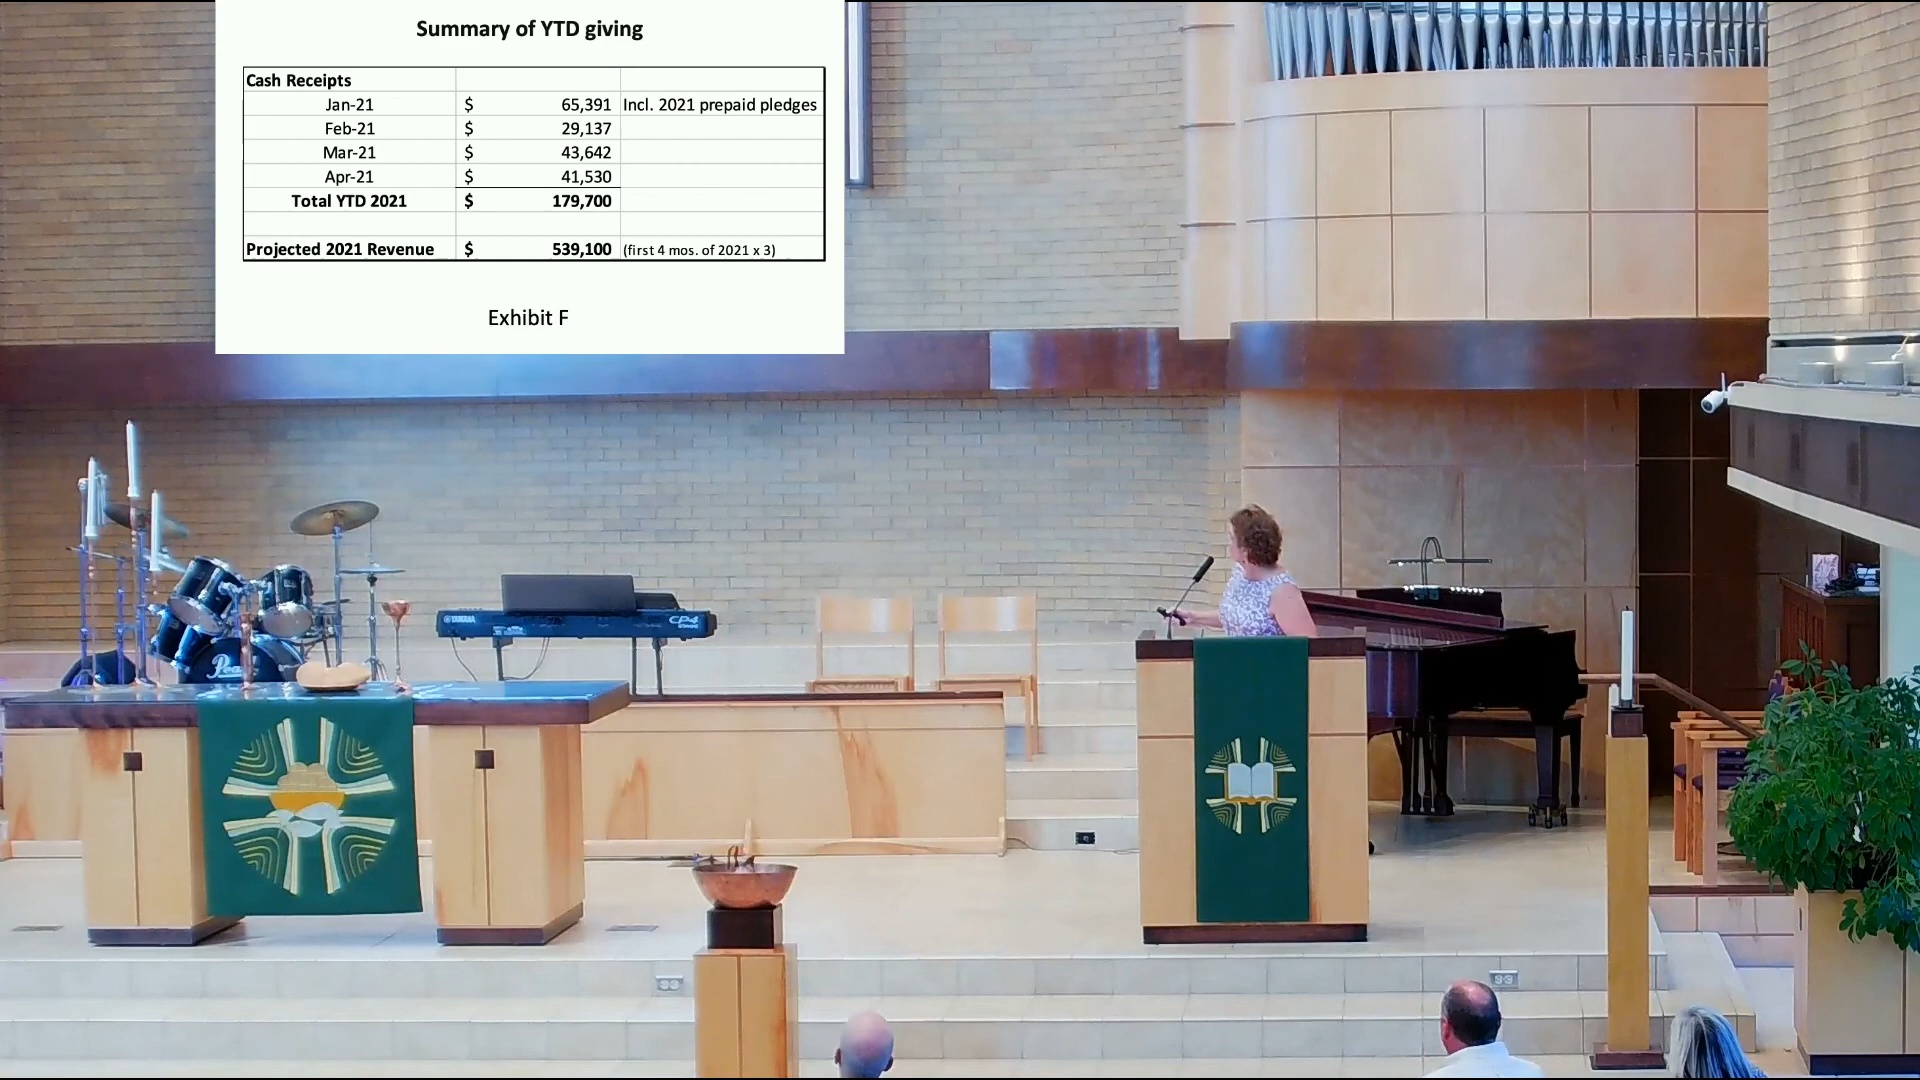 Summary of YTD giving
Cash Receipts
Jan-21 $ 65,391 Incl. 2021 prepaid pledges
Feb-21 $ 29,137
Mar-21 $ 43,642
Apr-21 $ 41,530
Total YTD 2021 $ 179,700
Projected 2021 Revenue $ 539,100 (first 4 mos. of 2021 x 3)
Exhibit F
YAMAHA
CP4
Pearl